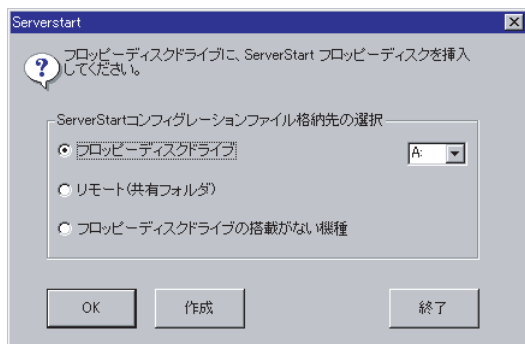 Serverstart
フロッピーディスクドライブに、ServerStart フロッピーディスクを挿入
してください。
ServerStartコンフィグレーションファイル格納先の選択
フロッピーディスクドライブ
A:
リモート(共有フォルダ)
フロッピーディスクドライブの搭載がない機種
OK
作成
終了